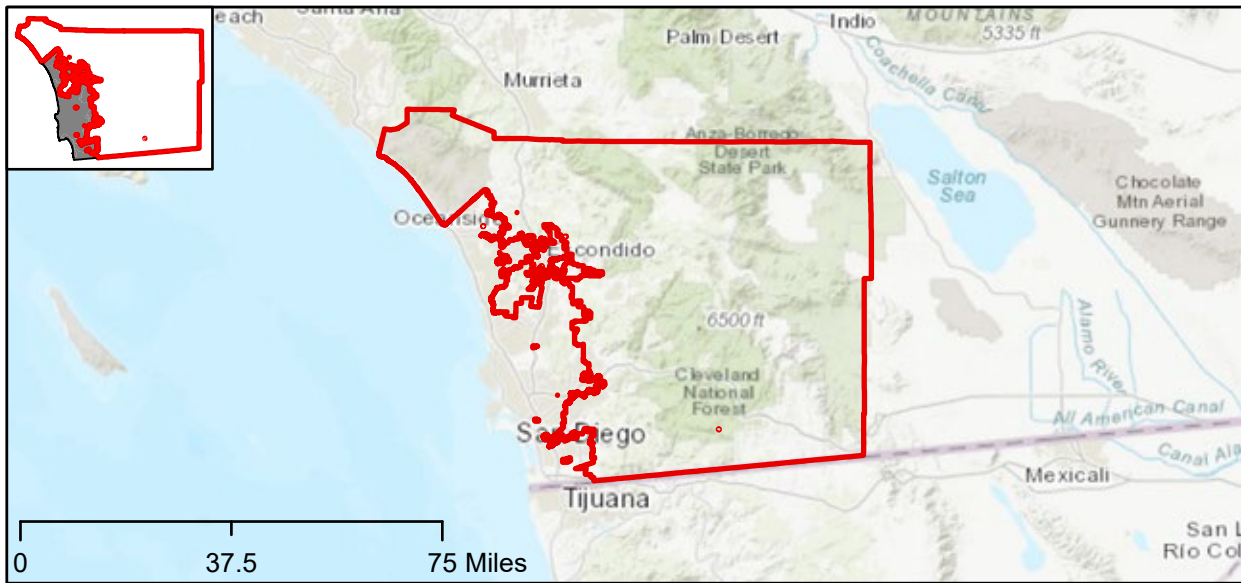 each
Santa Ana
Indio
MOUNTAINS
5335 ft
Palm Desert
Murrieta
Coachella Canal
Anza-Borrego
Desert
State Park
Salton
Sea
Chocolate
Mtn Aerial
Gunnery Range
Oceanside
Escondido
6500 ft
Cleveland
National
Forest
Alamo River
All American Canal
San Diego
Canal Ala
Mexicali
Tijuana
San L
Río Col
0 37.5 75 Miles